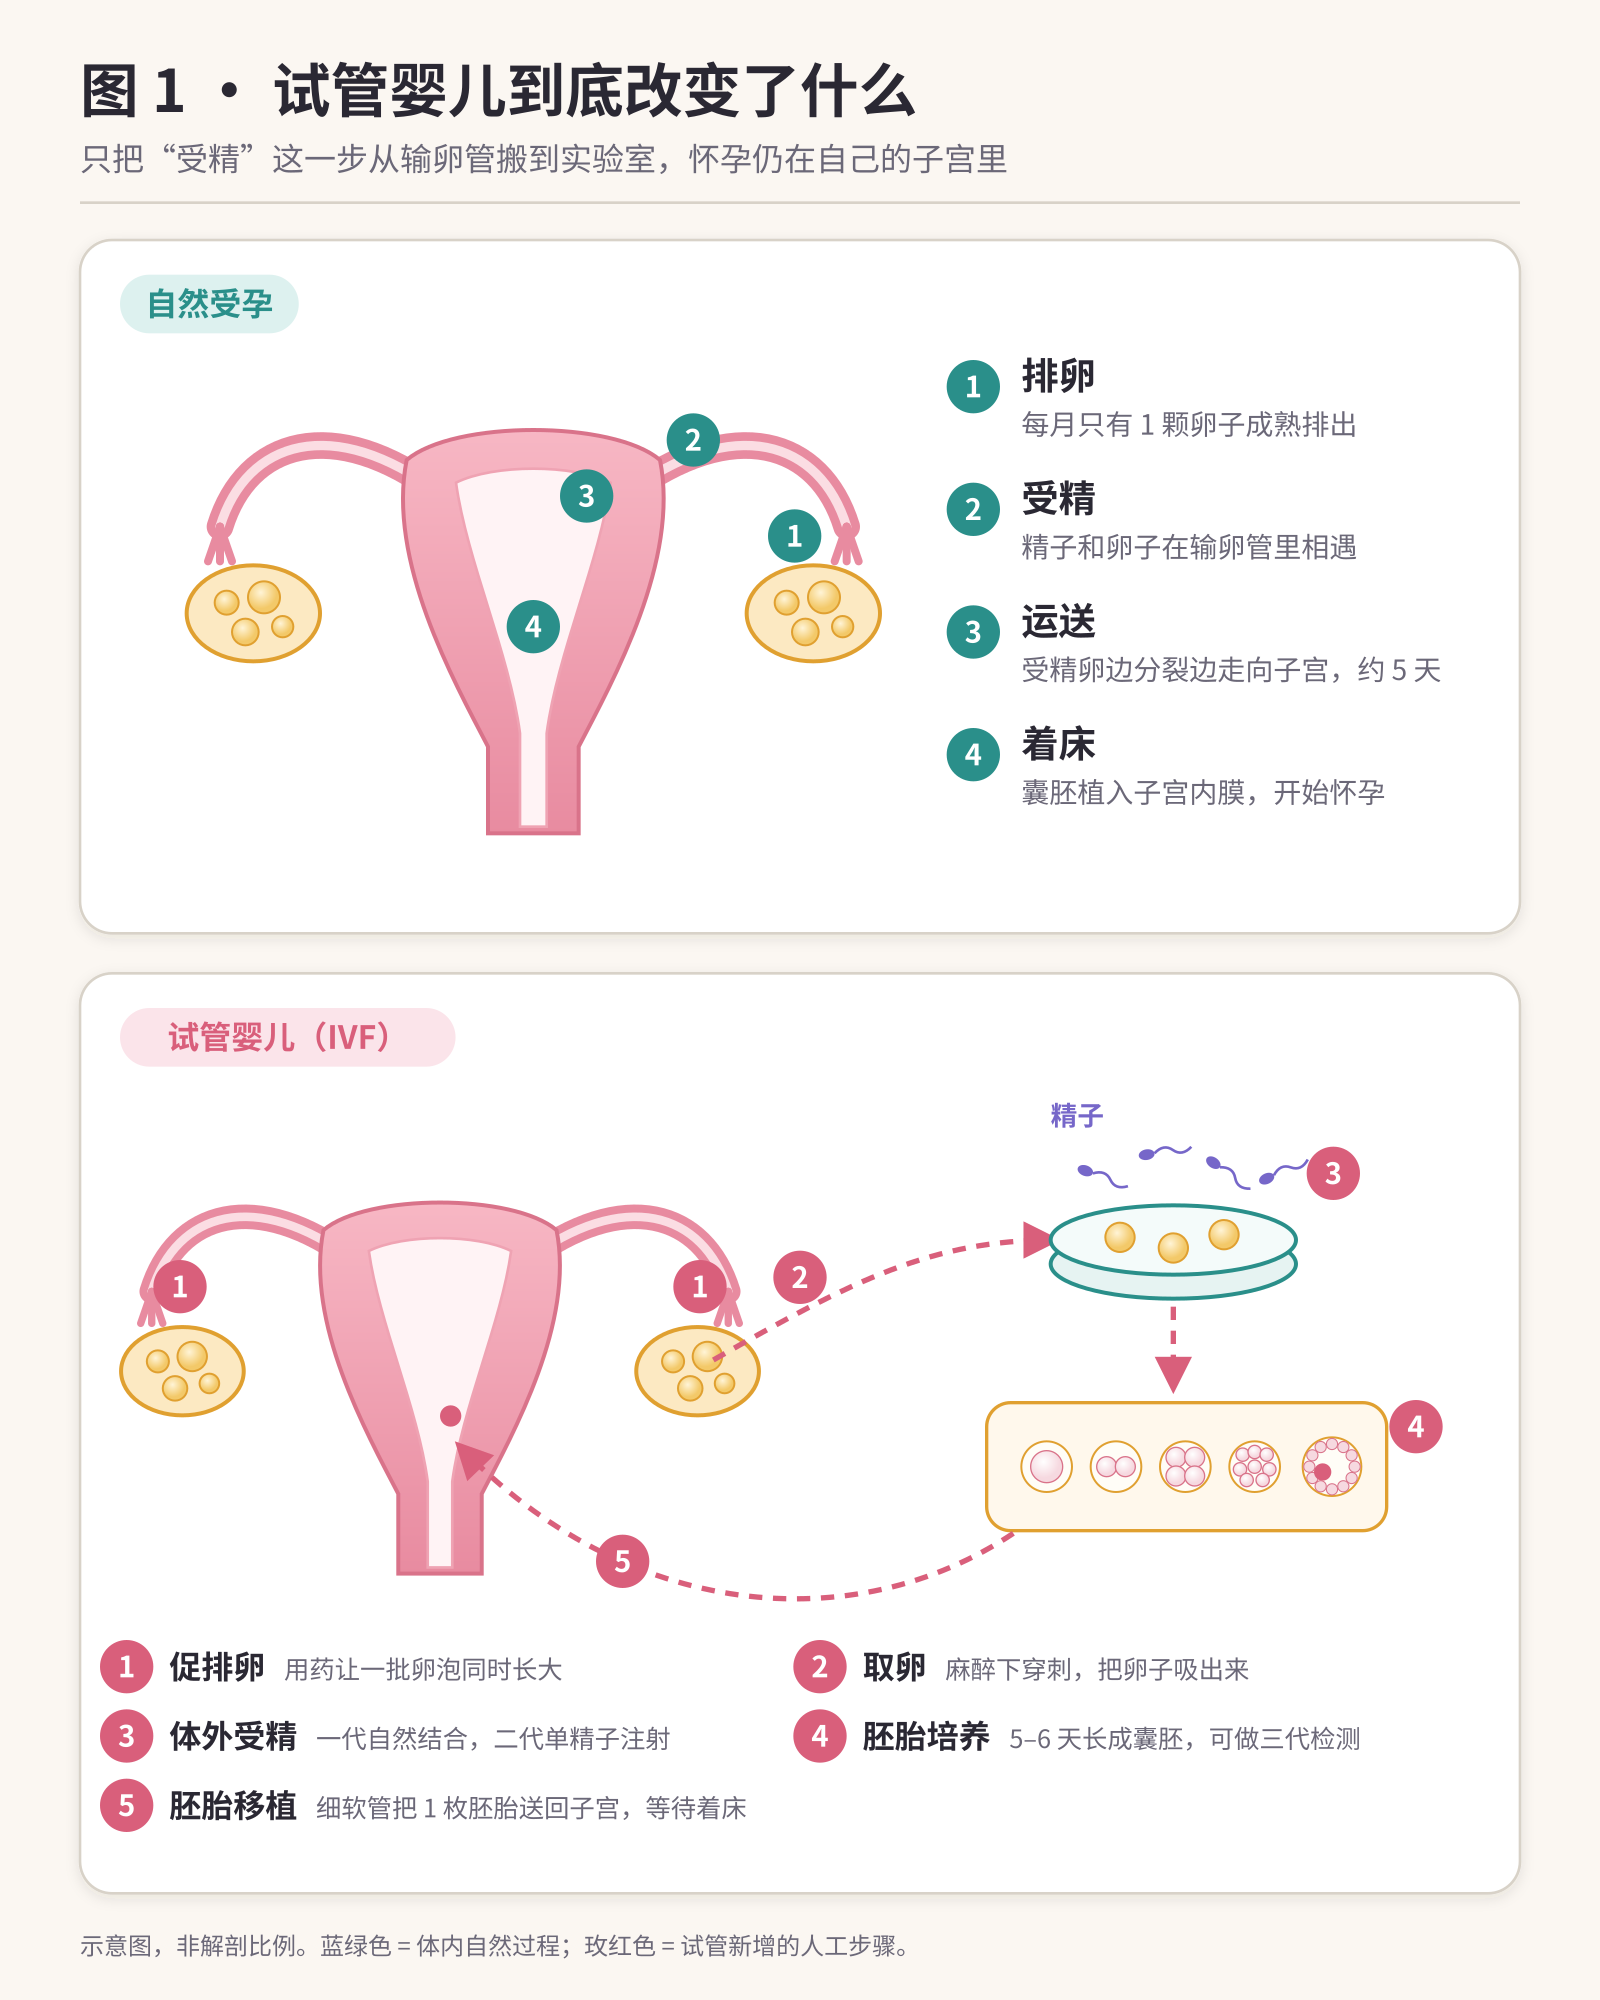 图 1 · 试管婴儿到底改变了什么
只把“受精”这一步从输卵管搬到实验室，怀孕仍在自己的子宫里
自然受孕
2
3
1
4
1 排卵
每月只有 1 颗卵子成熟排出
2 受精
精子和卵子在输卵管里相遇
3 运送
受精卵边分裂边走向子宫，约 5 天
4 着床
囊胚植入子宫内膜，开始怀孕
试管婴儿（IVF）
精子
3
1
1
2
4
5
1 促排卵 用药让一批卵泡同时长大
2 取卵 麻醉下穿刺，把卵子吸出来
3 体外受精 一代自然结合，二代单精子注射
4 胚胎培养 5–6 天长成囊胚，可做三代检测
5 胚胎移植 细软管把 1 枚胚胎送回子宫，等待着床
示意图，非解剖比例。蓝绿色 = 体内自然过程；玫红色 = 试管新增的人工步骤。